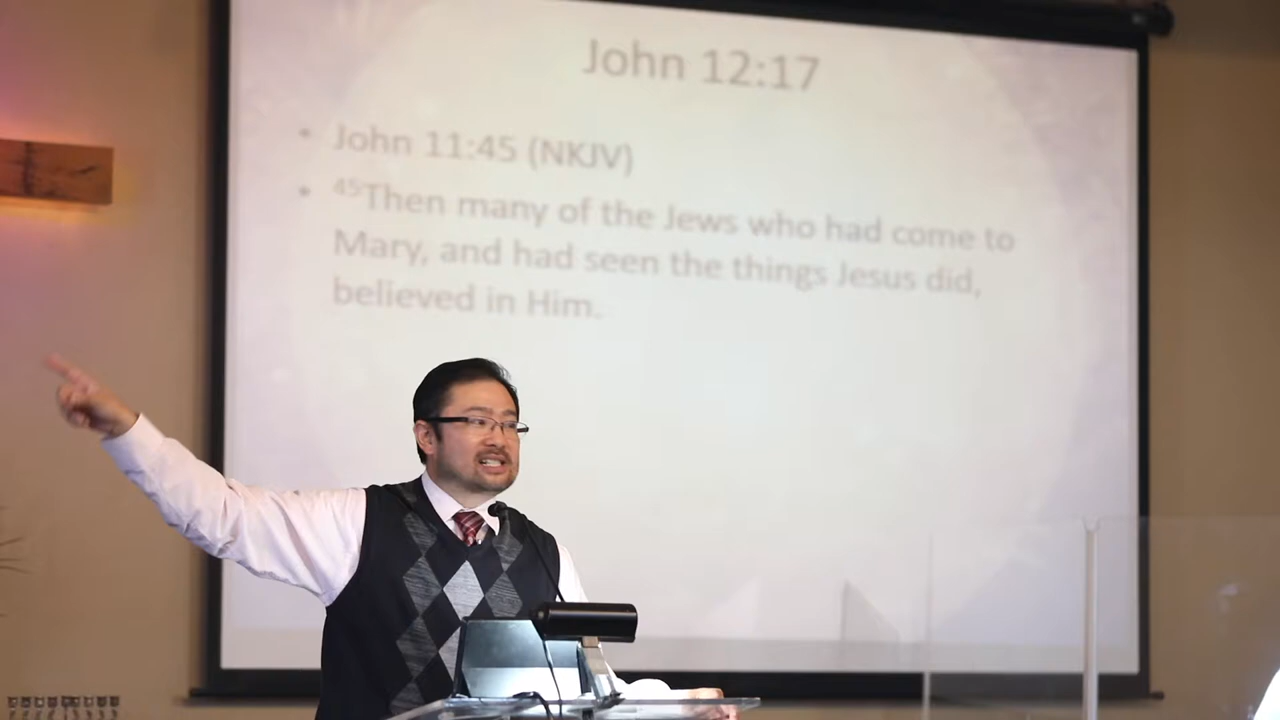 John 12:17
• John 11:45 (NKJV)
• ⁴⁵Then many of the Jews who had come to
Mary, and had seen the things Jesus did,
believed in Him.